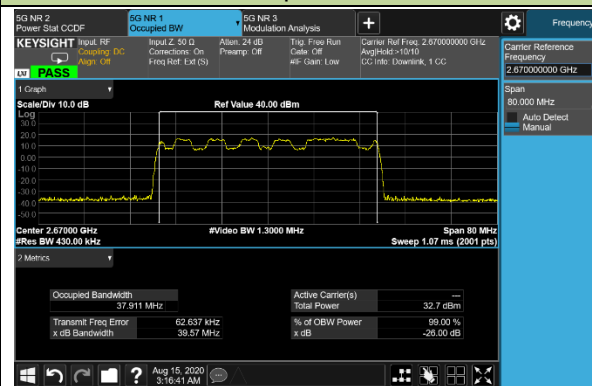 5G NR 2
Power Stat CCDF
5G NR 1
Occupied BW
5G NR 3
Modulation Analysis
+
Frequency
KEYSIGHT
LXI PASS
Input: RF
Coupling: DC
Align: Off
Input Z: 50 Ω
Corrections: On
Freq Ref: Ext (S)
Atten: 24 dB
Preamp: Off
Trig: Free Run
Gate: Off
#IF Gain: Low
Carrier Ref Freq: 2.670000000 GHz
Avg|Hold:>10/10
CC Info: Downlink, 1 CC
Carrier Reference
Frequency
2.670000000 GHz
Span
80.000 MHz
Auto Detect
Manual
1 Graph
Scale/Div 10.0 dB
Ref Value 40.00 dBm
Log
30.0
20.0
10.0
0.00
-10.0
-20.0
-30.0
-40.0
-50.0
Center 2.67000 GHz
#Video BW 1.3000 MHz
Span 80 MHz
#Res BW 430.00 kHz
Sweep 1.07 ms (2001 pts)
2 Metrics
Occupied Bandwidth
37.911 MHz
Active Carrier(s)
---
Total Power
32.7 dBm
Transmit Freq Error
62.637 kHz
x dB Bandwidth
39.57 MHz
% of OBW Power
99.00 %
x dB
-26.00 dB
?
Aug 15, 2020
3:16:41 AM